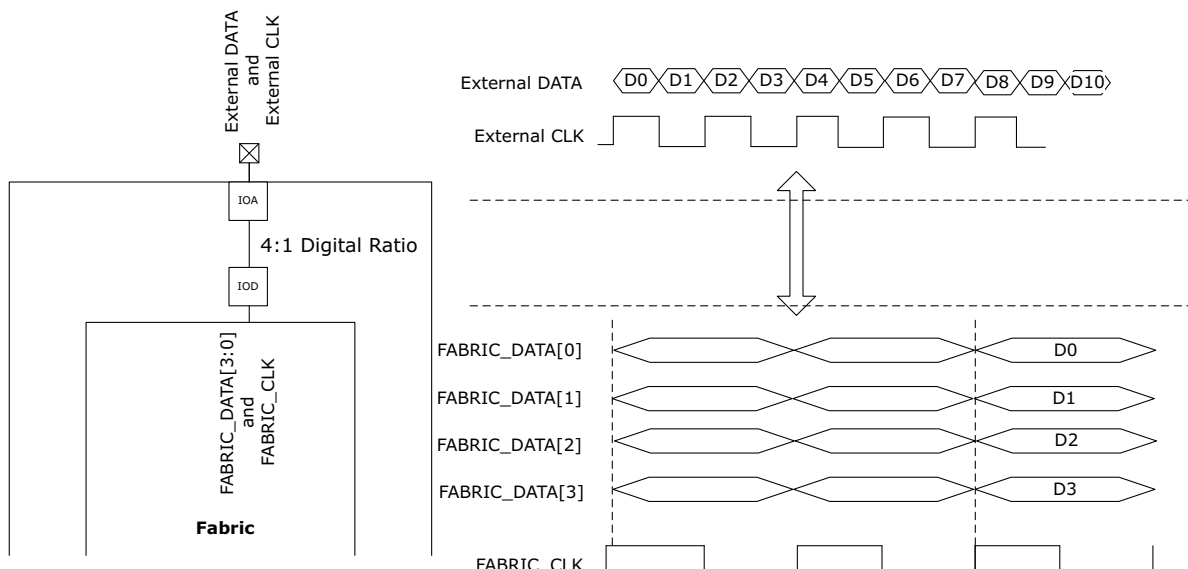 External DATA
and
External CLK
IOA
4:1 Digital Ratio
IOD
FABRIC_DATA[3:0]
and
FABRIC_CLK
Fabric
External DATA D0 D1 D2 D3 D4 D5 D6 D7 D8 D9 D10
External CLK
FABRIC_DATA[0] D0
FABRIC_DATA[1] D1
FABRIC_DATA[2] D2
FABRIC_DATA[3] D3
FABRIC_CLK